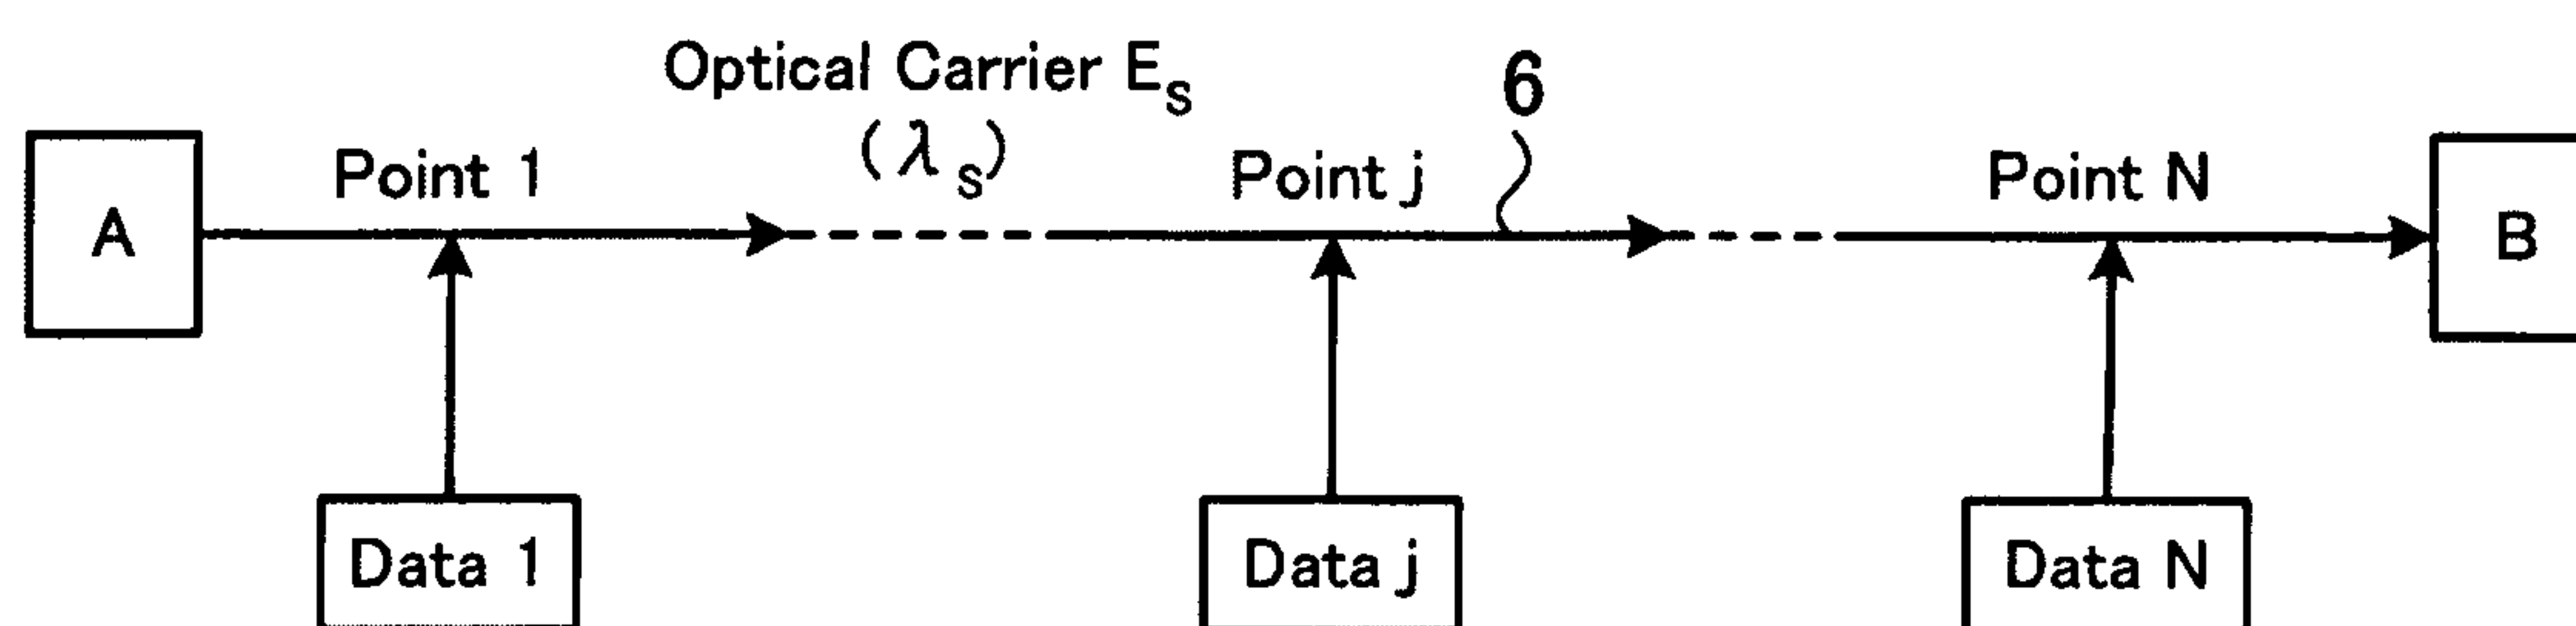 Optical Carrier Es
(λs)
6
Point 1
Point j
Point N
A
B
Data 1
Data j
Data N